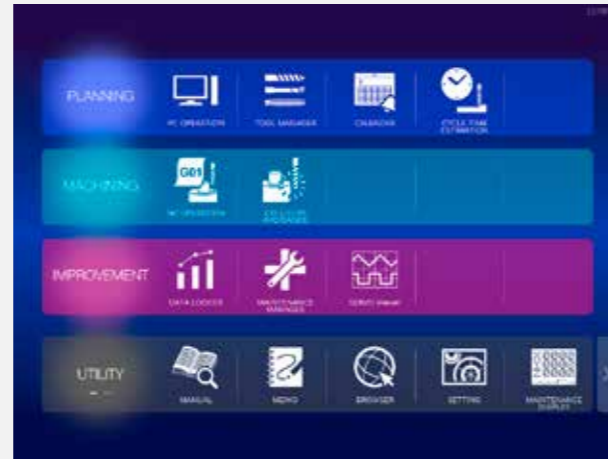 PLANNING
PC OPERATION
TOOL MANAGER
CALENDAR
CYCLE TIME
ESTIMATION
MACHINING
G01
NC OPERATION
IMPROVEMENT
DATA LOGGER
MAINTENANCE
MANAGER
SERVO Viewer
UTILITY
MANUAL
MEMO
BROWSER
SETTING
MAINTENANCE
DISPLAY